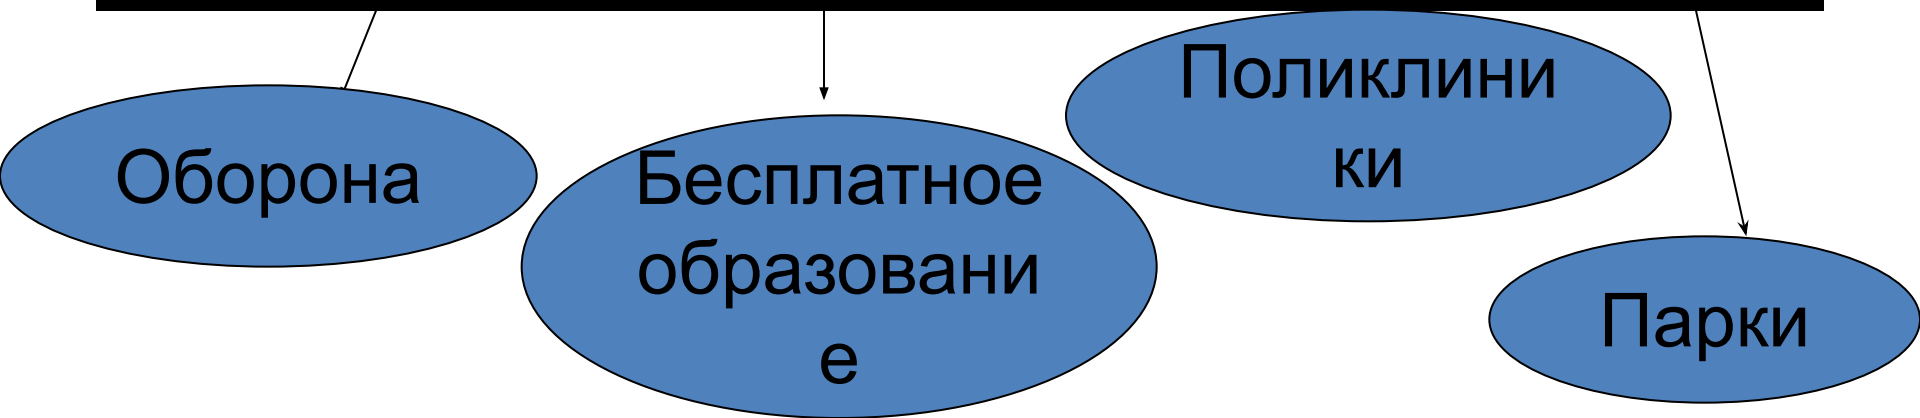 Оборона
Бесплатное
образовани
е
Поликлини
ки
Парки